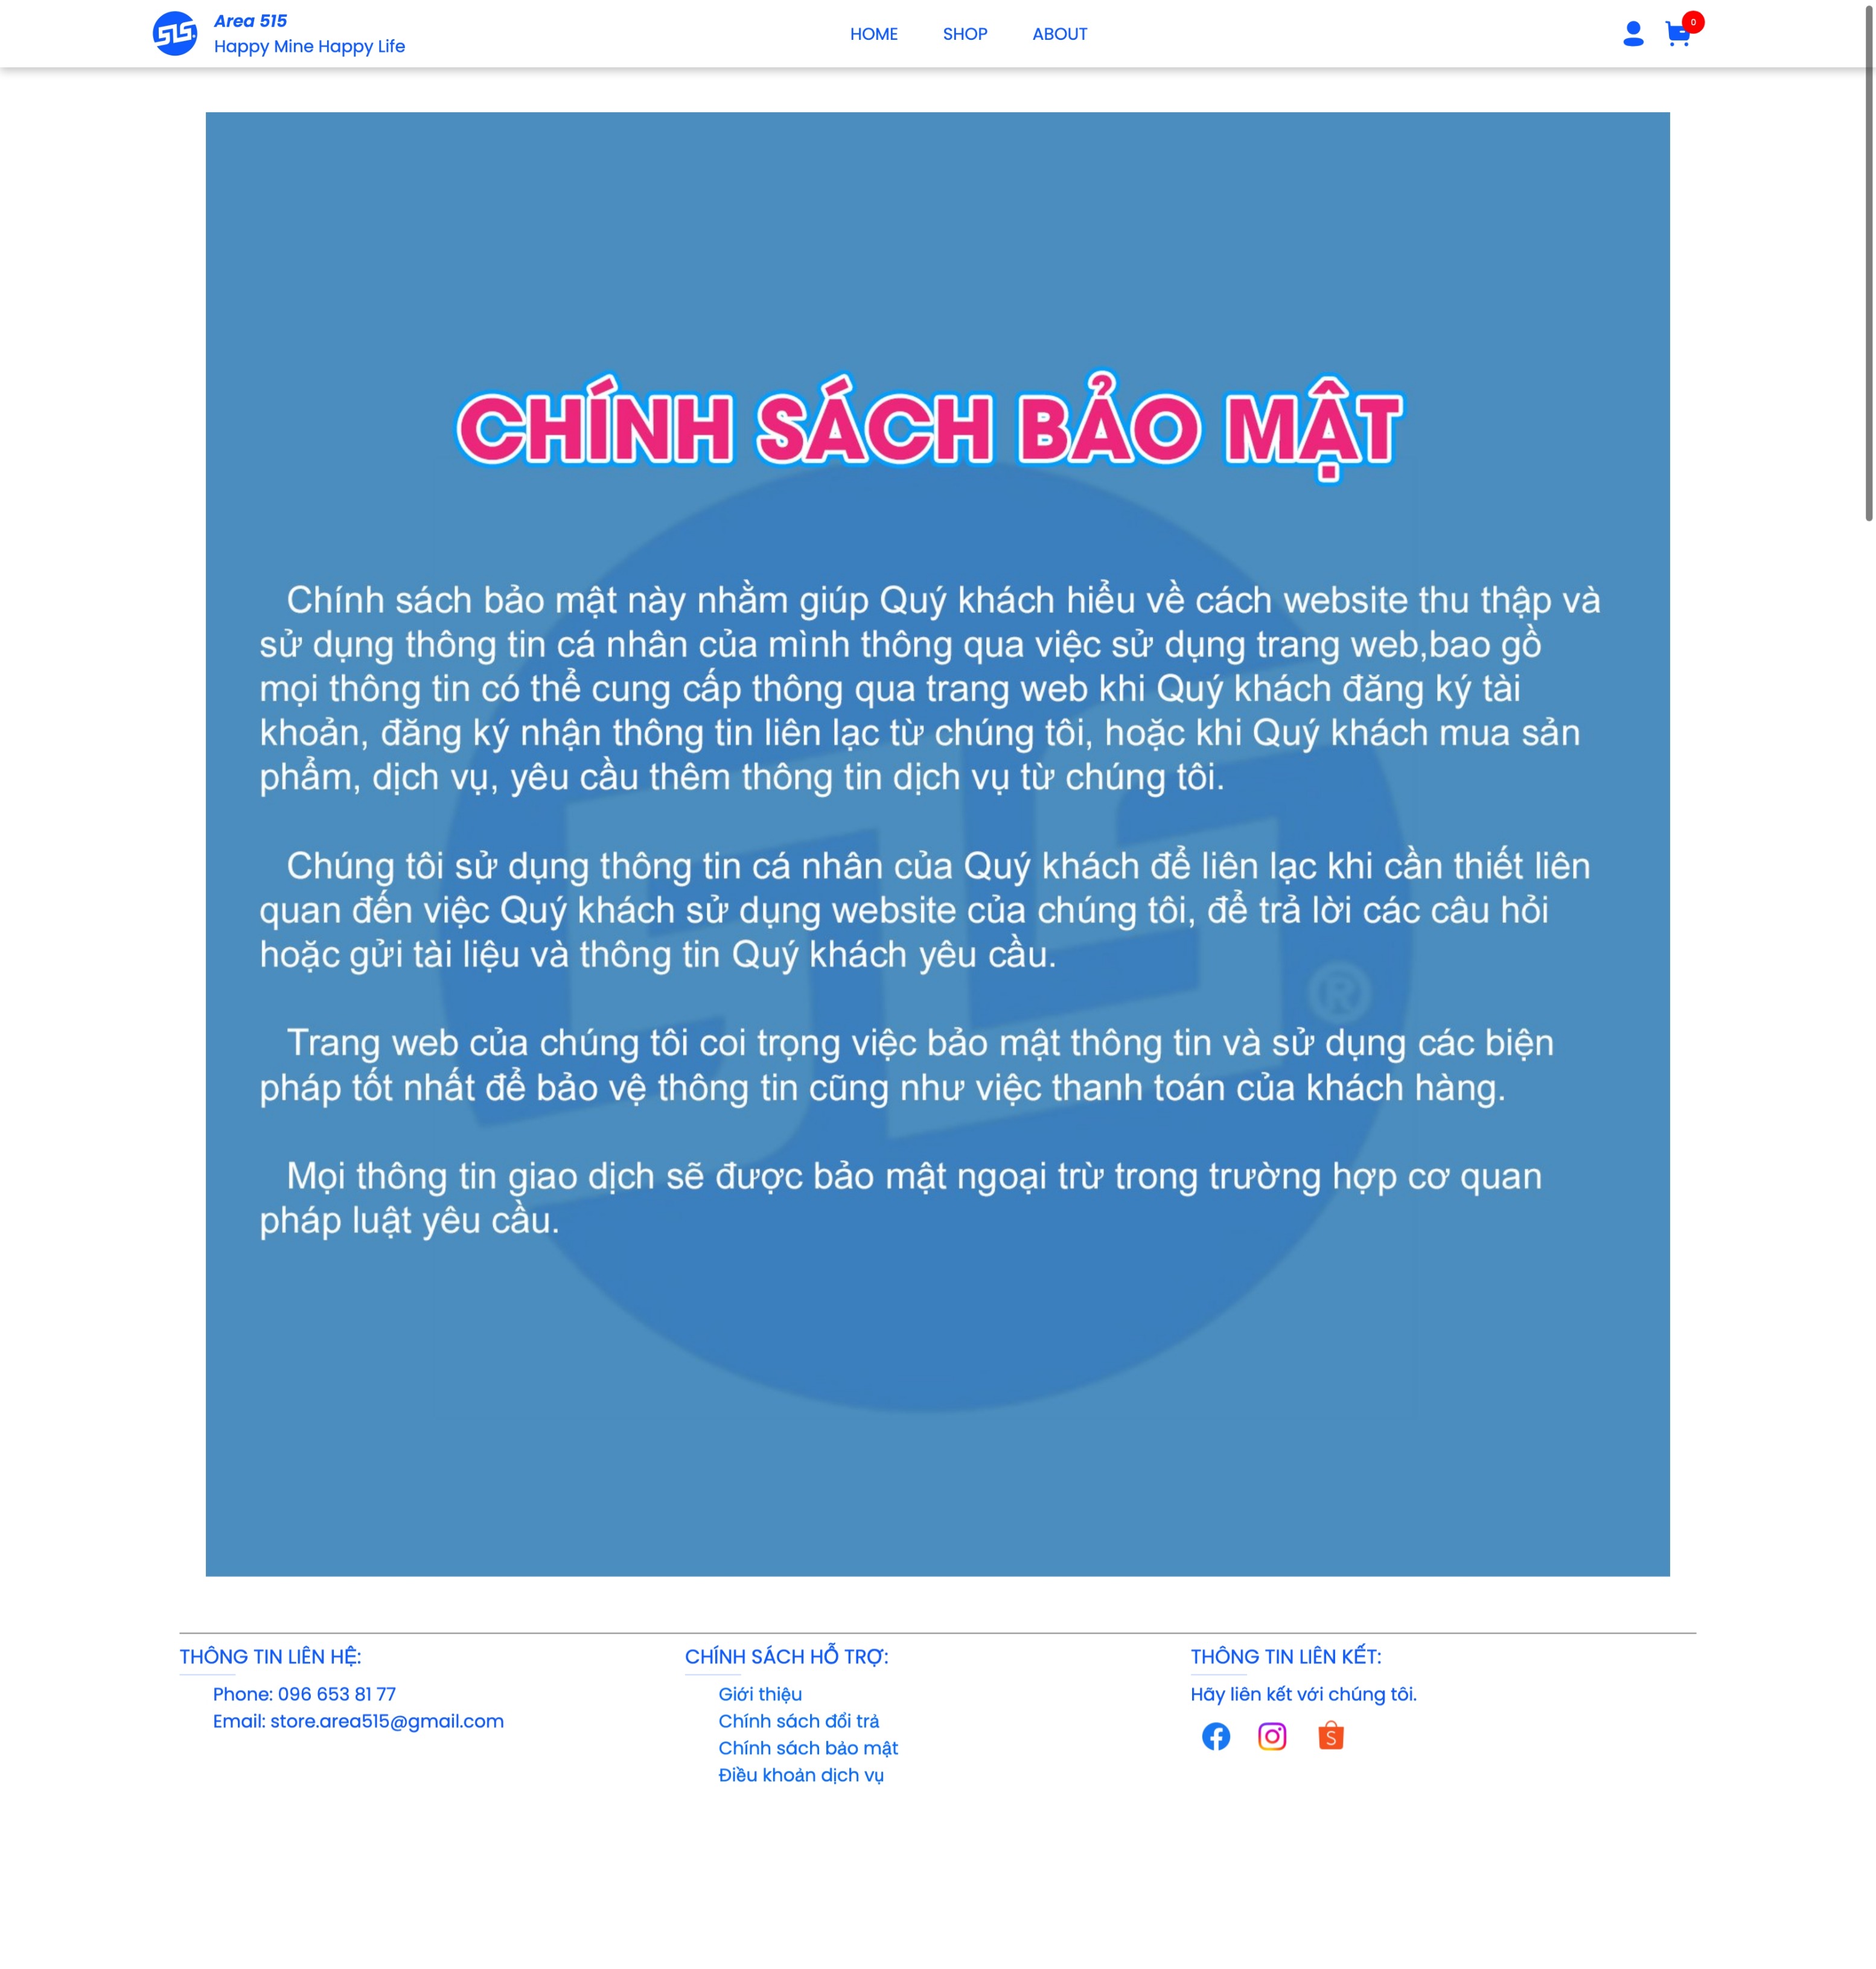 515
Area 515
Happy Mine Happy Life
HOME
SHOP
ABOUT
0
CHÍNH SÁCH BẢO MẬT
Chính sách bảo mật này nhằm giúp Quý khách hiểu về cách website thu thập và
sử dụng thông tin cá nhân của mình thông qua việc sử dụng trang web,bao gồ
mọi thông tin có thể cung cấp thông qua trang web khi Quý khách đăng ký tài
khoản, đăng ký nhận thông tin liên lạc từ chúng tôi, hoặc khi Quý khách mua sản
phẩm, dịch vụ, yêu cầu thêm thông tin dịch vụ từ chúng tôi.
Chúng tôi sử dụng thông tin cá nhân của Quý khách để liên lạc khi cần thiết liên
quan đến việc Quý khách sử dụng website của chúng tôi, để trả lời các câu hỏi
hoặc gửi tài liệu và thông tin Quý khách yêu cầu.
Trang web của chúng tôi coi trọng việc bảo mật thông tin và sử dụng các biện
pháp tốt nhất để bảo vệ thông tin cũng như việc thanh toán của khách hàng.
Mọi thông tin giao dịch sẽ được bảo mật ngoại trừ trong trường hợp cơ quan
pháp luật yêu cầu.
515®
THÔNG TIN LIÊN HỆ:
Phone: 096 653 81 77
Email: store.area515@gmail.com
CHÍNH SÁCH HỖ TRỢ:
Giới thiệu
Chính sách đổi trả
Chính sách bảo mật
Điều khoản dịch vụ
THÔNG TIN LIÊN KẾT:
Hãy liên kết với chúng tôi.